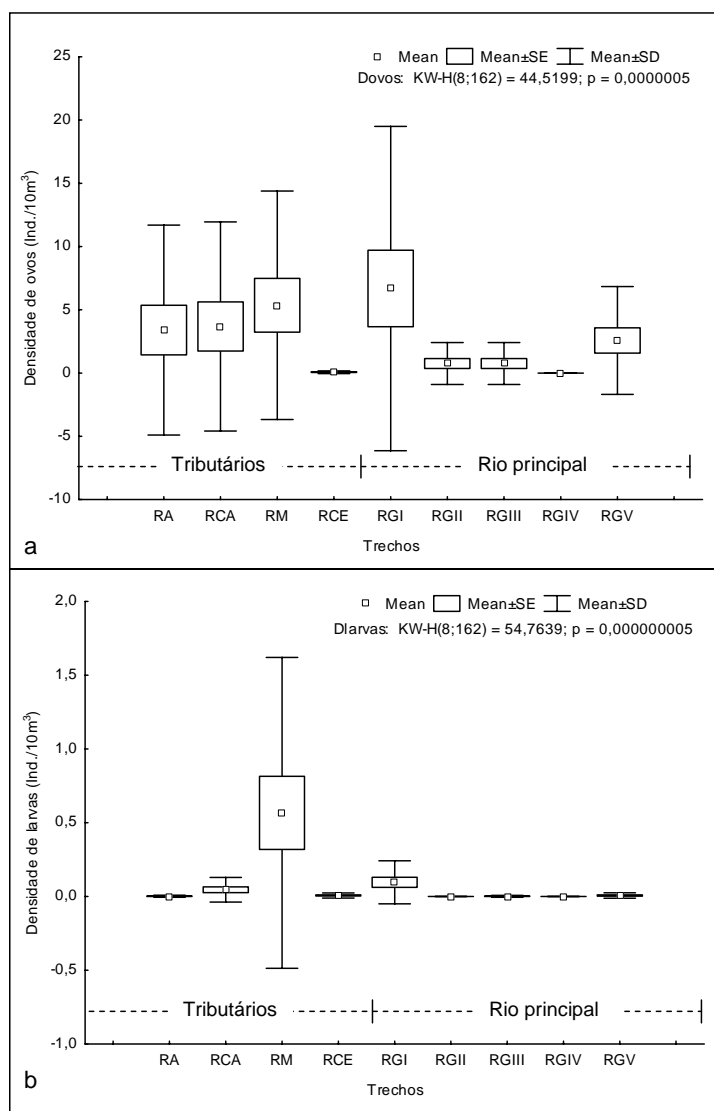 Mean Mean±SE Mean±SD
Dovos: KW-H(8;162) = 44,5199; p = 0,0000005
25
20
15
10
5
0
-5
-10
Densidade de ovos (Ind./10m³)
Tributários Rio principal
RA RCA RM RCE RGI RGII RGIII RGIV RGV
Trechos
a
Mean Mean±SE Mean±SD
Dlarvas: KW-H(8;162) = 54,7639; p = 0,000000005
2,0
1,5
1,0
0,5
0,0
-0,5
-1,0
Densidade de larvas (Ind./10m³)
Tributários Rio principal
RA RCA RM RCE RGI RGII RGIII RGIV RGV
Trechos
b